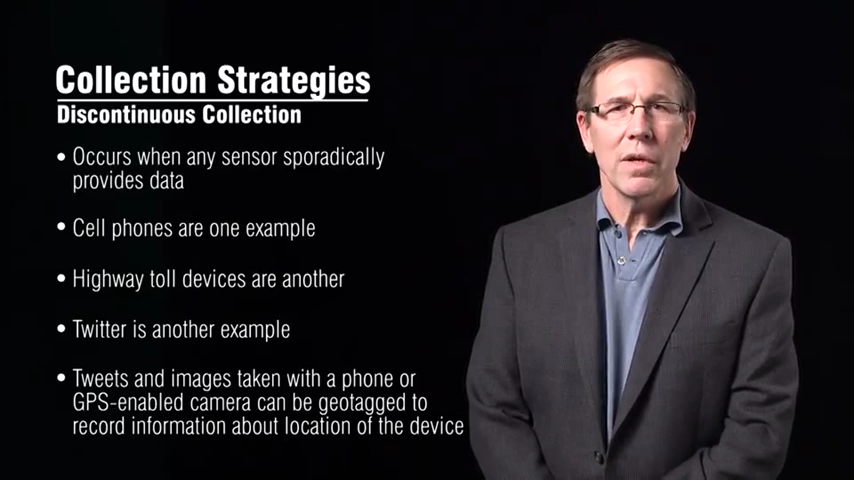 Collection Strategies
Discontinuous Collection
• Occurs when any sensor sporadically
provides data
• Cell phones are one example
• Highway toll devices are another
• Twitter is another example
• Tweets and images taken with a phone or
GPS-enabled camera can be geotagged to
record information about location of the device